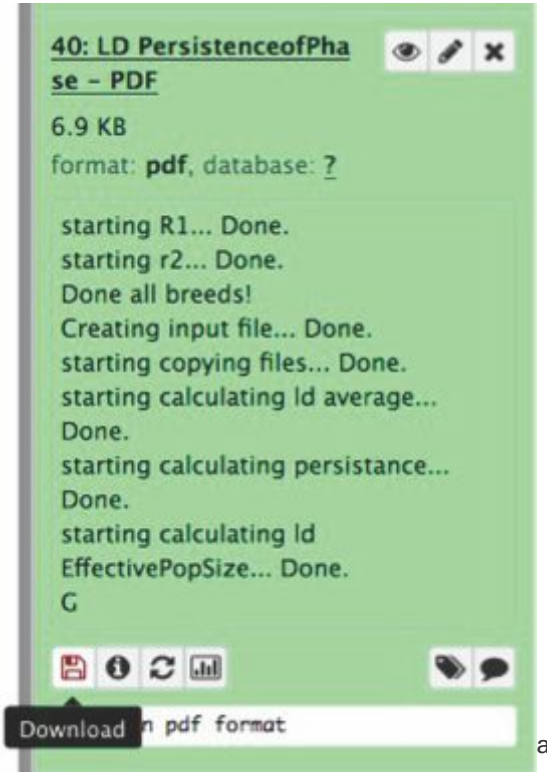 40: LD PersistenceofPha
se – PDF
6.9 KB
format: pdf, database: ?
starting R1... Done.
starting r2... Done.
Done all breeds!
Creating input file... Done.
starting copying files... Done.
starting calculating ld average...
Done.
starting calculating persistance...
Done.
starting calculating ld
EffectivePopSize... Done.
G
Download n pdf format
a